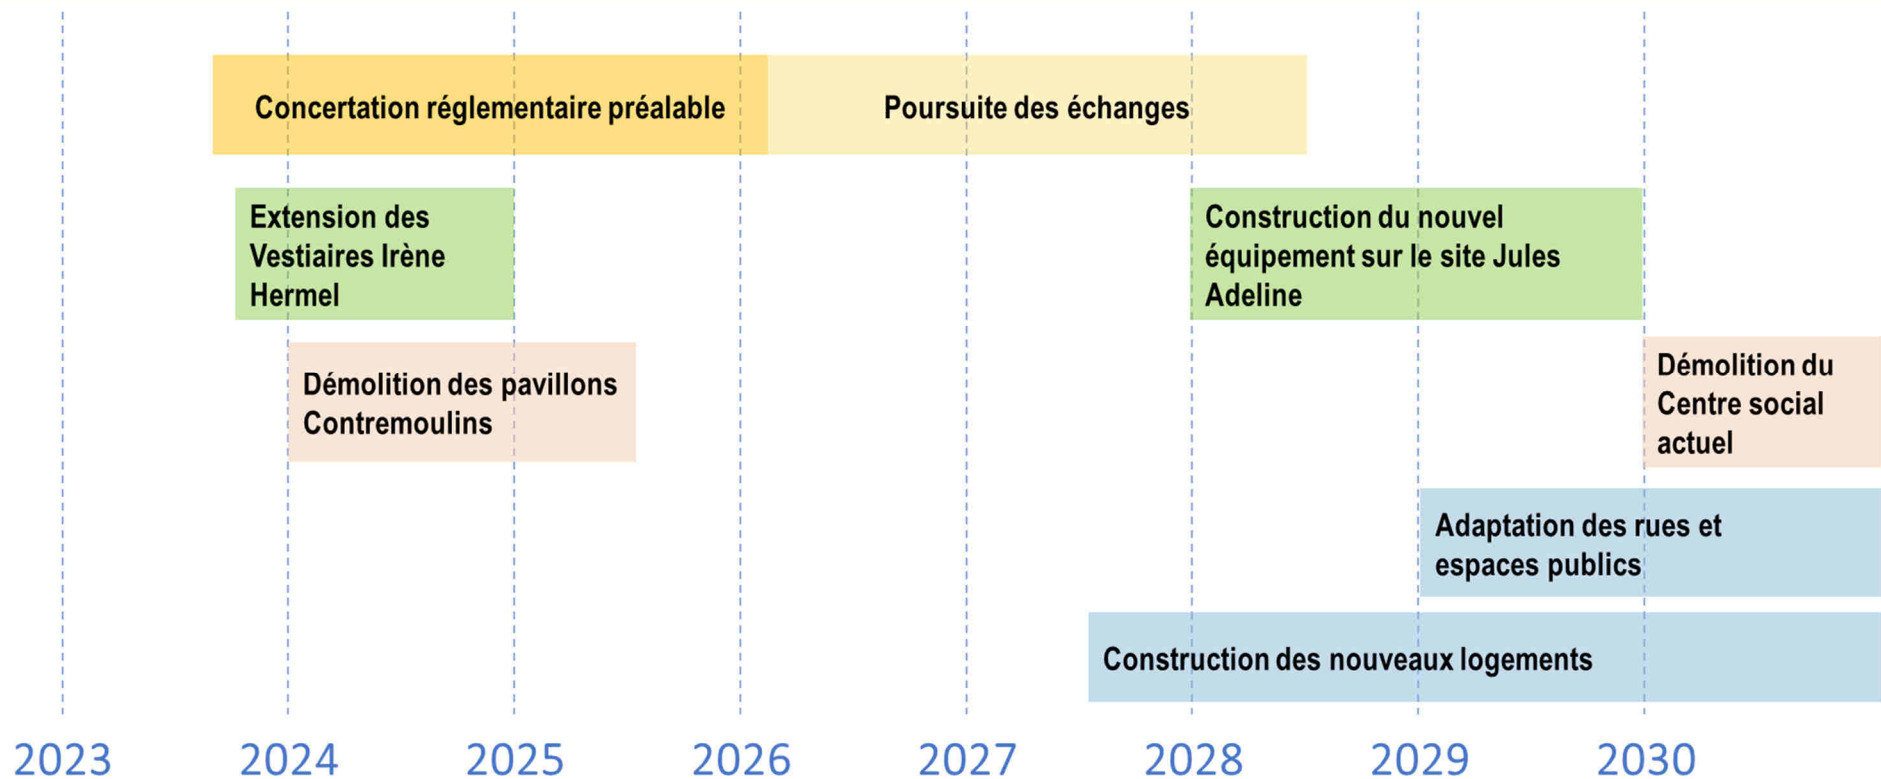 Concertation réglementaire préalable
Poursuite des échanges
Extension des
Vestiaires Irène
Hermel
Construction du nouvel
équipement sur le site Jules
Adeline
Démolition des pavillons
Contremoulins
Démolition du
Centre social
actuel
Adaptation des rues et
espaces publics
Construction des nouveaux logements
2023
2024
2025
2026
2027
2028
2029
2030